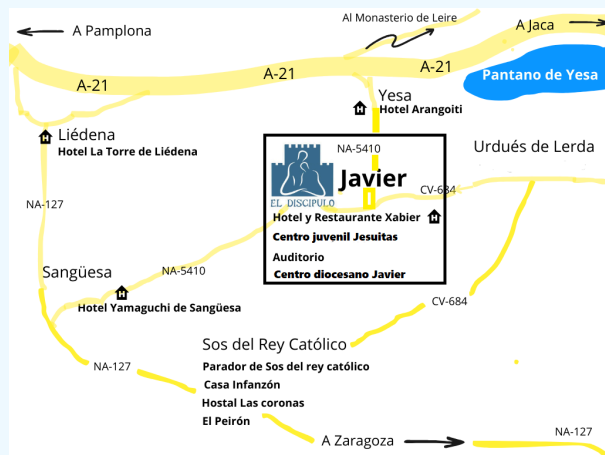 Al Monasterio de Leire
A Pamplona
A Jaca
A-21
A-21
A-21
Pantano de Yesa
Yesa
Hotel Arangoiti
H
Liédena
Hotel La Torre de Liédena
H
NA-5410
Urdués de Lerda
Javier
CV-684
EL DISCIPULO
NA-127
Hotel y Restaurante Xabier
H
Centro juvenil Jesuitas
Auditorio
Centro diocesano Javier
Sangüesa
NA-5410
H
Hotel Yamaguchi de Sangüesa
CV-684
Sos del Rey Católico
NA-127
Parador de Sos del rey católico
Casa Infanzón
Hostal Las coronas
El Peirón
A Zaragoza
NA-127